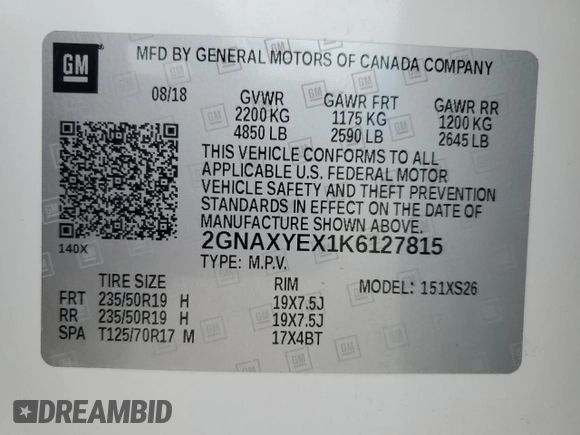 GM
MFD BY GENERAL MOTORS OF CANADA COMPANY
08/18 GVWR GAWR FRT GAWR RR
2200 KG 1175 KG 1200 KG
4850 LB 2590 LB 2645 LB
THIS VEHICLE CONFORMS TO ALL
APPLICABLE U.S. FEDERAL MOTOR
VEHICLE SAFETY AND THEFT PREVENTION
STANDARDS IN EFFECT ON THE DATE OF
MANUFACTURE SHOWN ABOVE.
2GNAXYEX1K6127815
140X
TYPE: M.P.V. MODEL: 151XS26
TIRE SIZE RIM
FRT 235/50R19 H 19X7.5J
RR 235/50R19 H 19X7.5J
SPA T125/70R17 M 17X4BT
DREAMBID